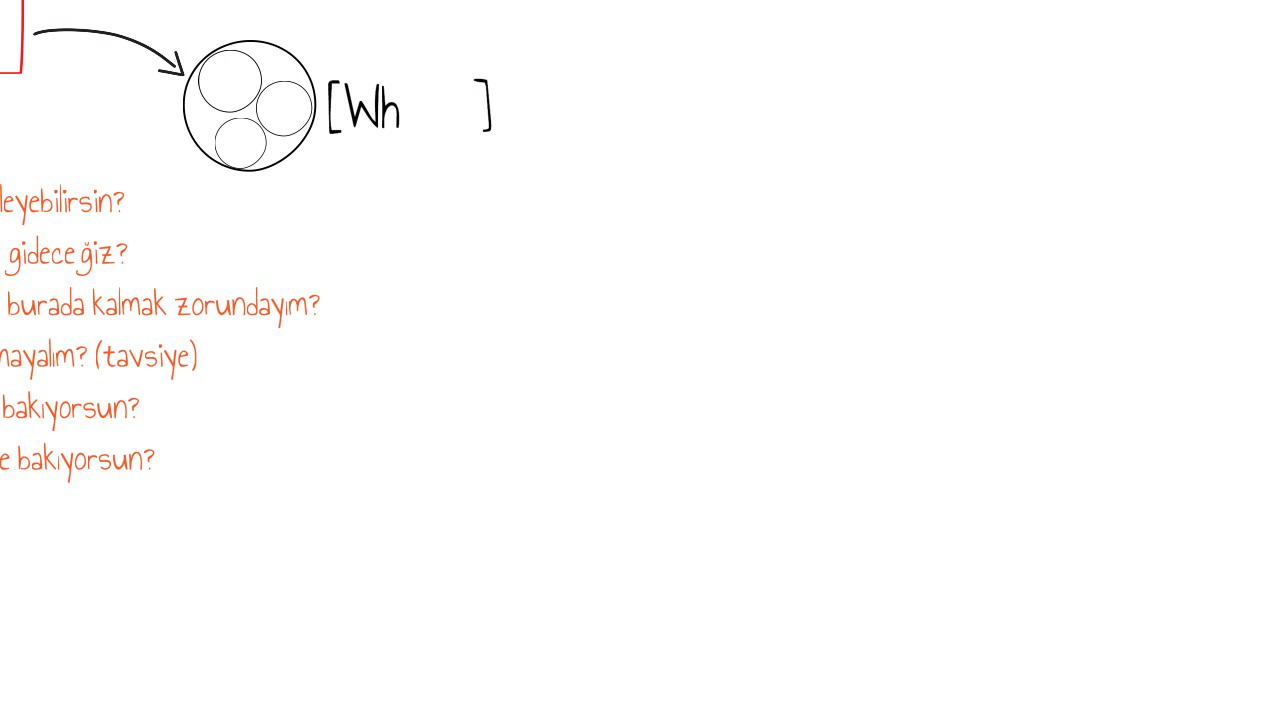 [Wh ]
leyebilirsin?
gideceğiz?
burada kalmak zorundayım?
mayalım? (tavsiye)
bakıyorsun?
e bakıyorsun?